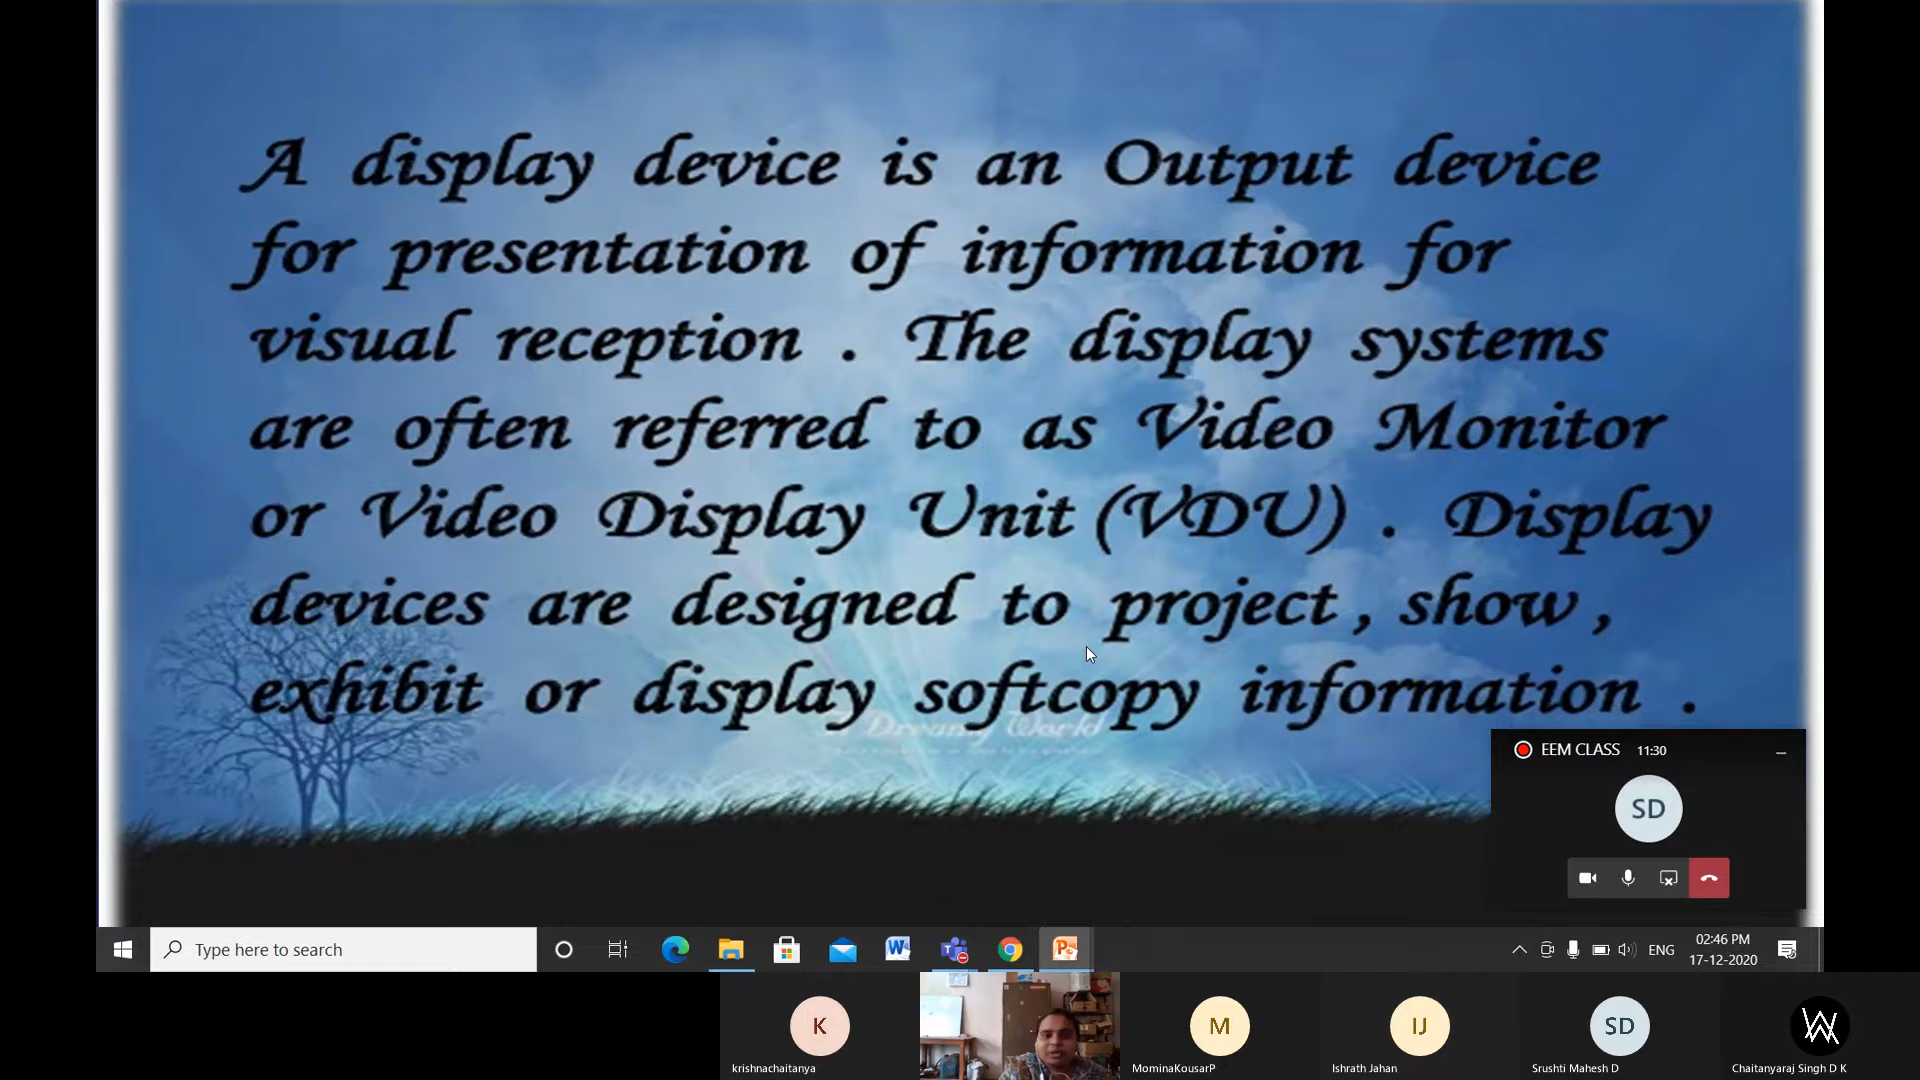 A display device is an Output device
for presentation of information for
visual reception . The display systems
are often referred to as Video Monitor
or Video Display Unit (VDU) . Display
devices are designed to project , show ,
exhibit or display softcopy information .
Dreamy World
EEM CLASS 11:30
SD
Type here to search
ENG
02:46 PM
17-12-2020
K
M
IJ
SD
krishnachaitanya
MominaKousarP
Ishrath Jahan
Srushti Mahesh D
Chaitanyaraj Singh D K